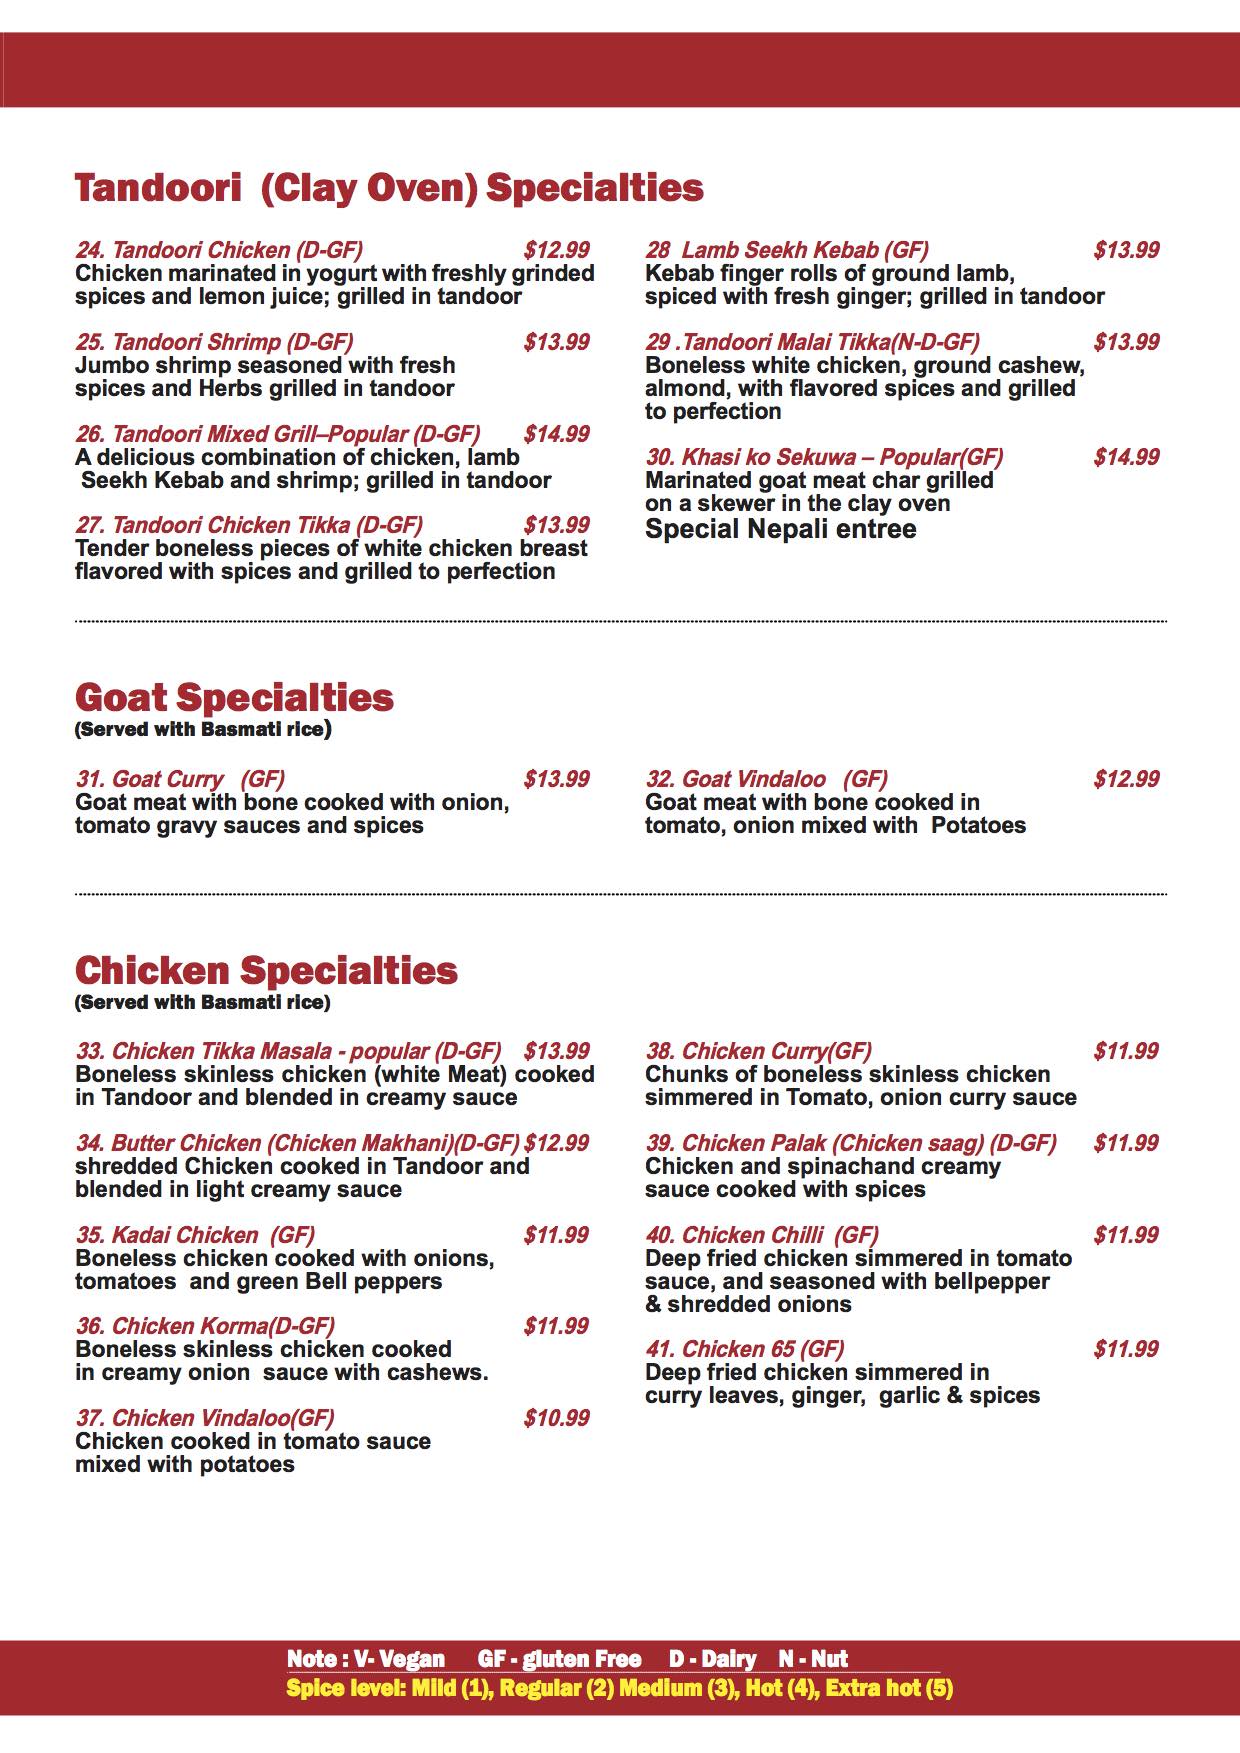 Tandoori (Clay Oven) Specialties
24. Tandoori Chicken (D-GF) $12.99
Chicken marinated in yogurt with freshly grinded
spices and lemon juice; grilled in tandoor
25. Tandoori Shrimp (D-GF) $13.99
Jumbo shrimp seasoned with fresh
spices and Herbs grilled in tandoor
26. Tandoori Mixed Grill–Popular (D-GF) $14.99
A delicious combination of chicken, lamb
Seekh Kebab and shrimp; grilled in tandoor
27. Tandoori Chicken Tikka (D-GF) $13.99
Tender boneless pieces of white chicken breast
flavored with spices and grilled to perfection
28 Lamb Seekh Kebab (GF) $13.99
Kebab finger rolls of ground lamb,
spiced with fresh ginger; grilled in tandoor
29 .Tandoori Malai Tikka(N-D-GF) $13.99
Boneless white chicken, ground cashew,
almond, with flavored spices and grilled
to perfection
30. Khasi ko Sekuwa – Popular(GF) $14.99
Marinated goat meat char grilled
on a skewer in the clay oven
Special Nepali entree
Goat Specialties
(Served with Basmati rice)
31. Goat Curry (GF) $13.99
Goat meat with bone cooked with onion,
tomato gravy sauces and spices
32. Goat Vindaloo (GF) $12.99
Goat meat with bone cooked in
tomato, onion mixed with Potatoes
Chicken Specialties
(Served with Basmati rice)
33. Chicken Tikka Masala - popular (D-GF) $13.99
Boneless skinless chicken (white Meat) cooked
in Tandoor and blended in creamy sauce
34. Butter Chicken (Chicken Makhani)(D-GF) $12.99
shredded Chicken cooked in Tandoor and
blended in light creamy sauce
35. Kadai Chicken (GF) $11.99
Boneless chicken cooked with onions,
tomatoes and green Bell peppers
36. Chicken Korma(D-GF) $11.99
Boneless skinless chicken cooked
in creamy onion sauce with cashews.
37. Chicken Vindaloo(GF) $10.99
Chicken cooked in tomato sauce
mixed with potatoes
38. Chicken Curry(GF) $11.99
Chunks of boneless skinless chicken
simmered in Tomato, onion curry sauce
39. Chicken Palak (Chicken saag) (D-GF) $11.99
Chicken and spinachand creamy
sauce cooked with spices
40. Chicken Chilli (GF) $11.99
Deep fried chicken simmered in tomato
sauce, and seasoned with bellpepper
& shredded onions
41. Chicken 65 (GF) $11.99
Deep fried chicken simmered in
curry leaves, ginger, garlic & spices
Note : V- Vegan GF - gluten Free D - Dairy N - Nut
Spice level: Mild (1), Regular (2) Medium (3), Hot (4), Extra hot (5)